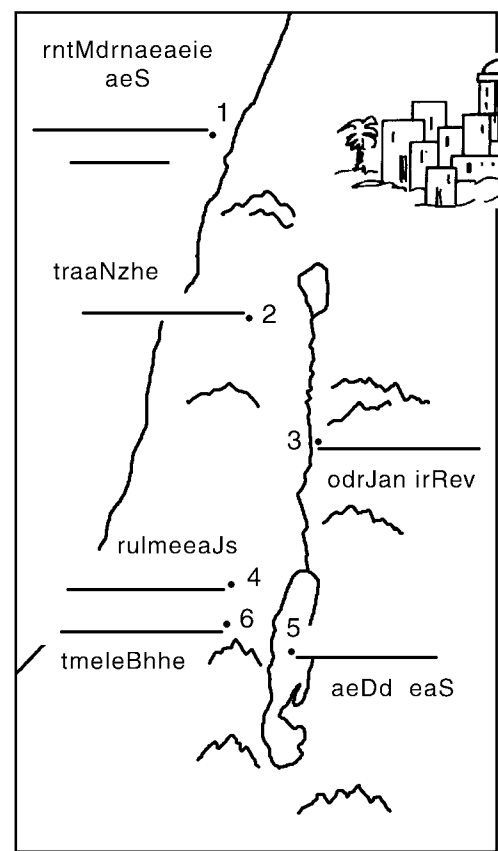 rntMdrnaeaeie
aeS
1
traaNzhe
2
3
odrJan irRev
rulmeeaJs
4
6
5
tmeleBhhe
aeDd eaS